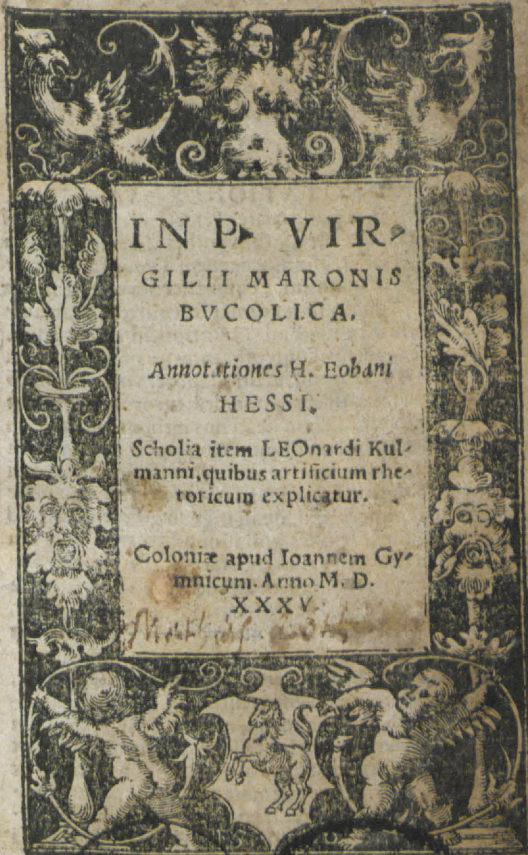 IN P. VIR-
GILII MARONIS
BVCOLICA.
Annotationes H. Eobani
HESSI.
Scholia item LEOnardi Kul-
manni, quibus artificium rhe-
toricum explicatur.
Coloniæ apud Ioannem Gy-
mnicum. Anno M. D.
XXXV